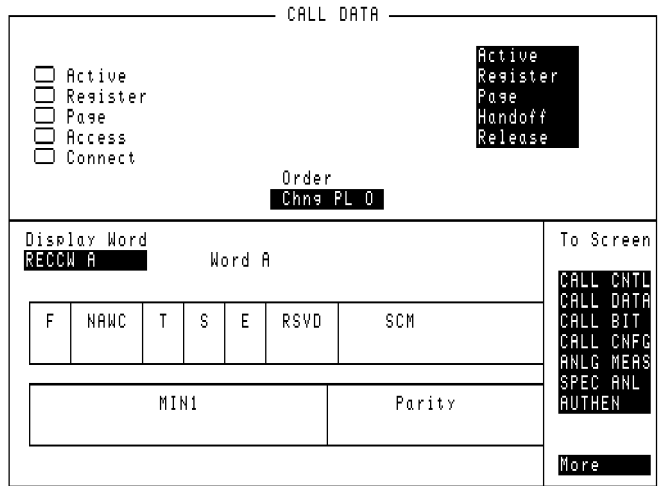 CALL DATA
Active
Register
Page
Access
Connect
Active
Register
Page
Handoff
Release
Order
Chng PL 0
Display Word
RECCW A
Word A
F NAWC T S E RSVD SCM
MIN1 Parity
To Screen
CALL CNTL
CALL DATA
CALL BIT
CALL CNFG
ANLG MEAS
SPEC ANL
AUTHEN
More